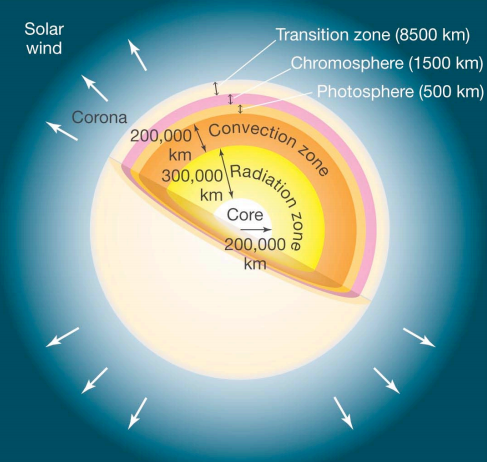 Solar
wind
Transition zone (8500 km)
Chromosphere (1500 km)
Photosphere (500 km)
Corona
200,000
km
Convection zone
300,000
km
Radiation zone
Core
200,000
km